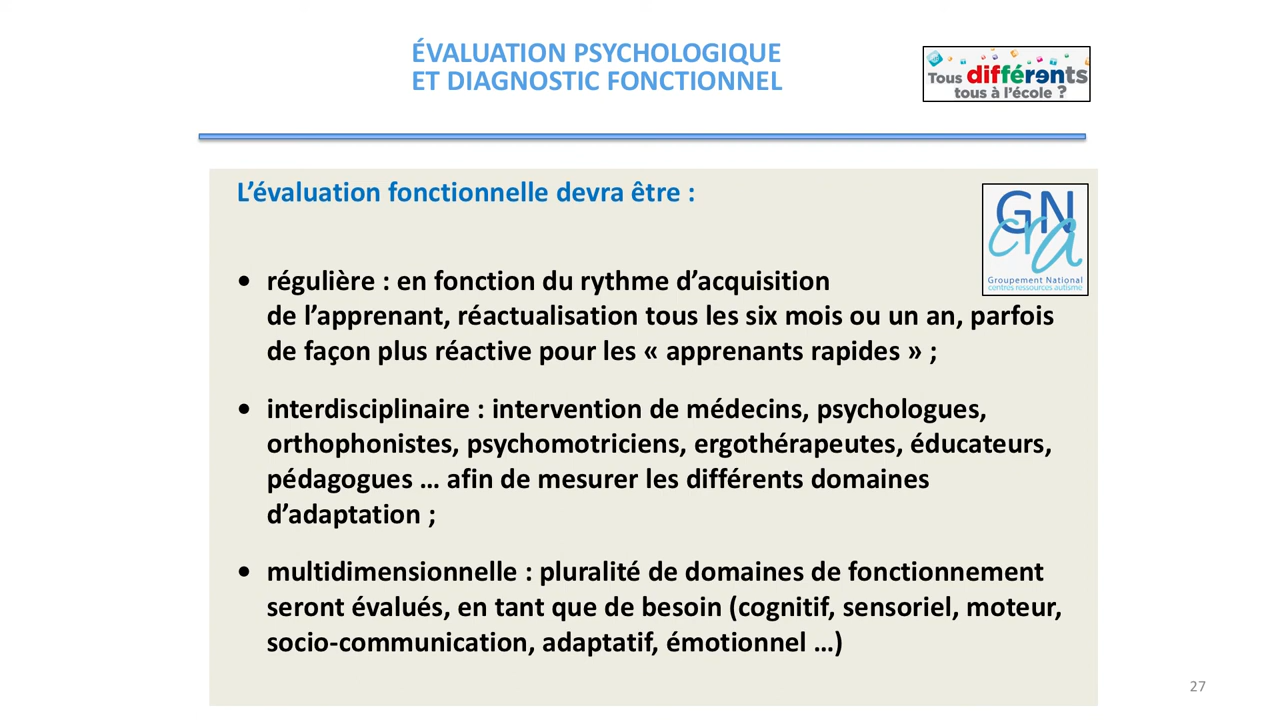 ÉVALUATION PSYCHOLOGIQUE
ET DIAGNOSTIC FONCTIONNEL
Tous différents
tous à l'école ?
L'évaluation fonctionnelle devra être :
GN
cra
Groupement National
centres ressources autisme
• régulière : en fonction du rythme d'acquisition
de l'apprenant, réactualisation tous les six mois ou un an, parfois
de façon plus réactive pour les « apprenants rapides » ;
• interdisciplinaire : intervention de médecins, psychologues,
orthophonistes, psychomotriciens, ergothérapeutes, éducateurs,
pédagogues … afin de mesurer les différents domaines
d'adaptation ;
• multidimensionnelle : pluralité de domaines de fonctionnement
seront évalués, en tant que de besoin (cognitif, sensoriel, moteur,
socio-communication, adaptatif, émotionnel …)
27